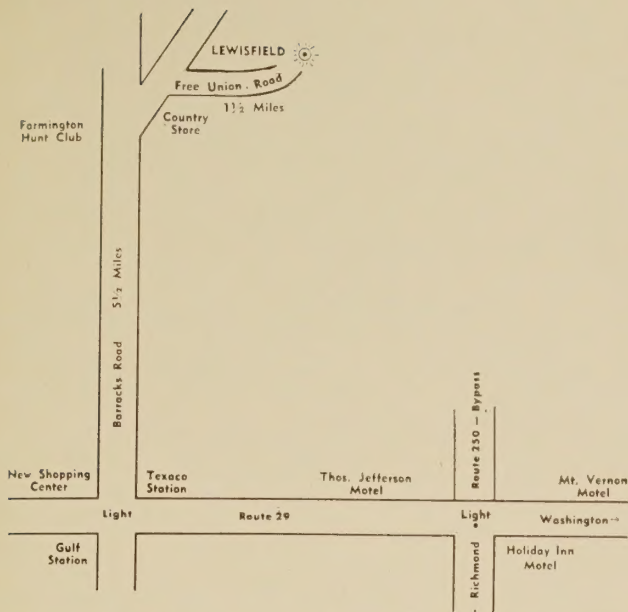 LEWISFIELD
Free Union Road
1½ Miles
Country
Store
Farmington
Hunt Club
Barracks Road 5½ Miles
Route 250 — Bypass
New Shopping
Center
Texaco
Station
Thos. Jefferson
Motel
Mt. Vernon
Motel
Light
Route 29
Light
Washington→
Gulf
Station
Richmond
Holiday Inn
Motel